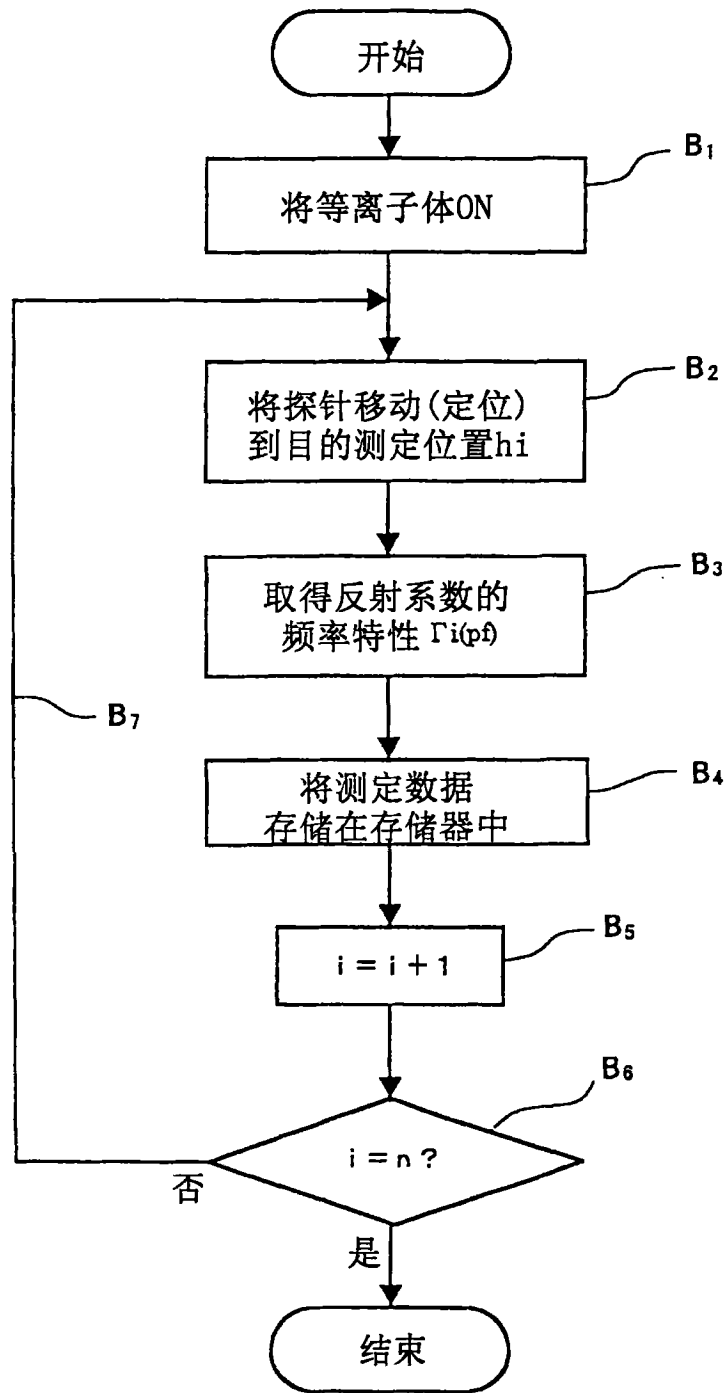 开始
B₁
将等离子体ON
B₂
将探针移动(定位)
到目的测定位置hi
B₃
取得反射系数的
频率特性 Γi(pf)
B₇
B₄
将测定数据
存储在存储器中
B₅
i = i + 1
B₆
i = n ?
否
是
结束